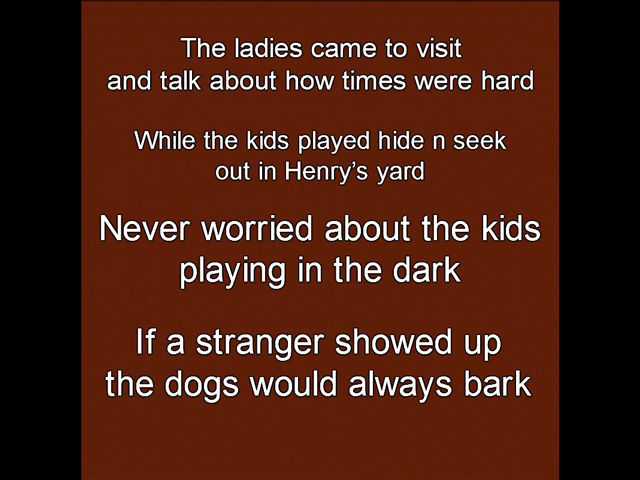 The ladies came to visit
and talk about how times were hard
While the kids played hide n seek
out in Henry’s yard
Never worried about the kids
playing in the dark
If a stranger showed up
the dogs would always bark